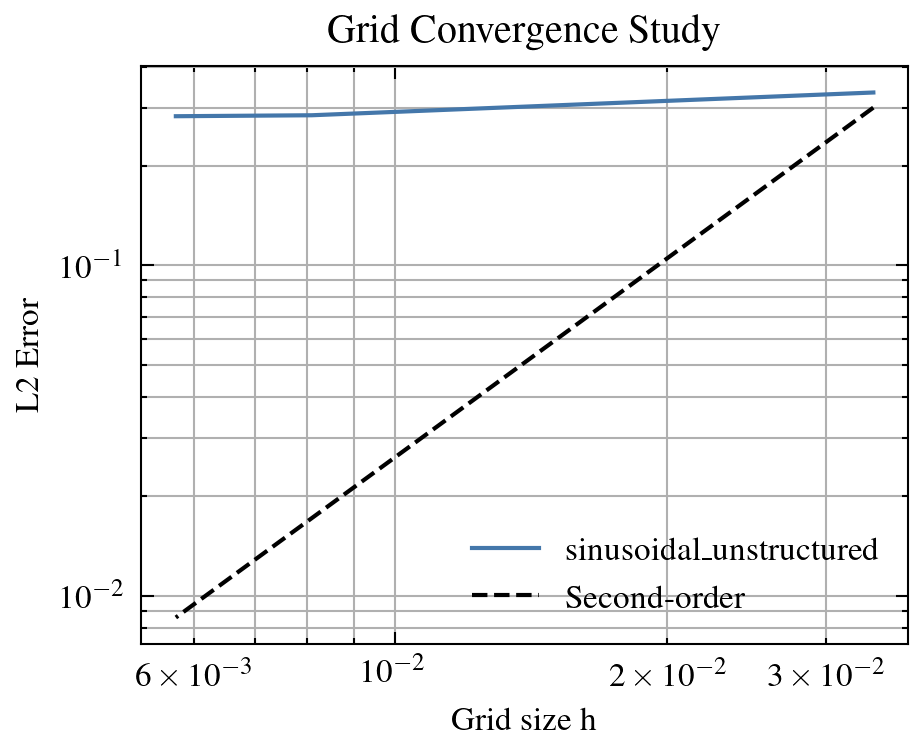 Grid Convergence Study
L2 Error
10⁻¹
10⁻²
sinusoidal_unstructured
Second-order
6 × 10⁻³
10⁻²
2 × 10⁻²
3 × 10⁻²
Grid size h